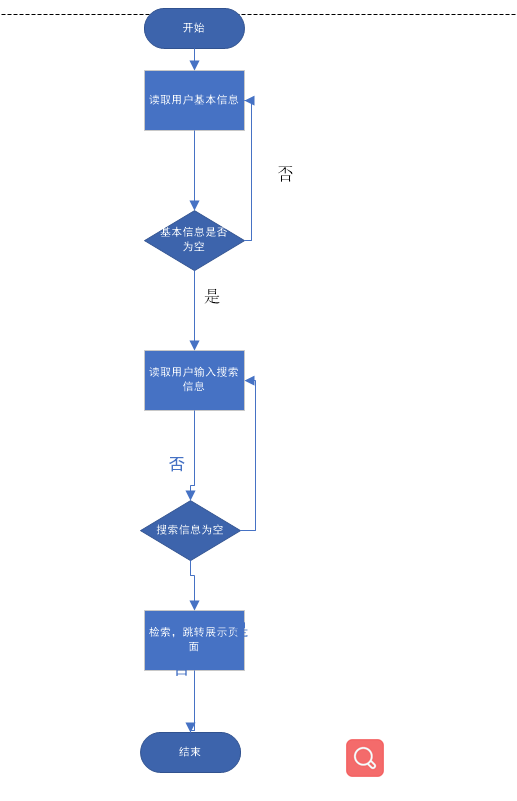 开始
读取用户基本信息
否
基本信息是否
为空
是
读取用户输入搜索
信息
否
搜索信息为空
检索，跳转展示页
面
结束